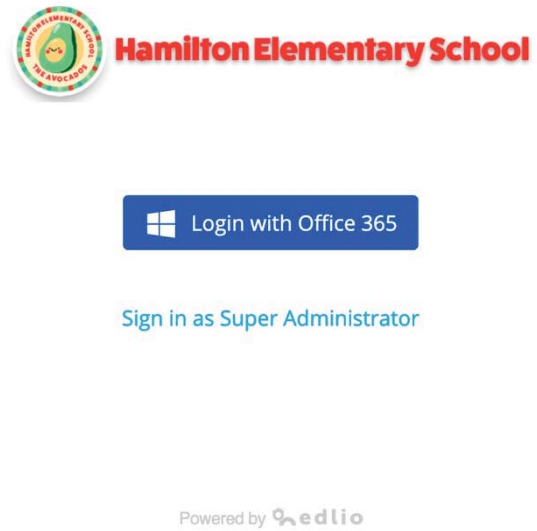 HAMILTON ELEMENTARY SCHOOL
THE AVOCADOS
Hamilton Elementary School
Login with Office 365
Sign in as Super Administrator
Powered by edlio